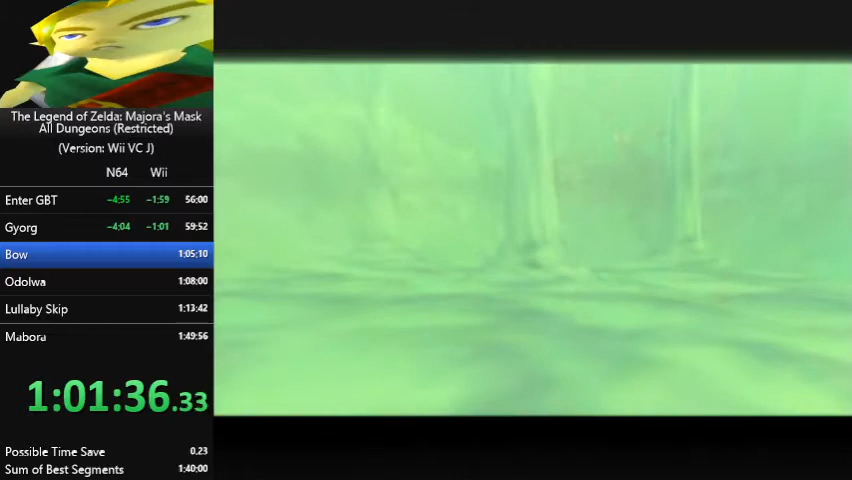 The Legend of Zelda: Majora's Mask
All Dungeons (Restricted)
(Version: Wii VC J)
N64 Wii
Enter GBT −4:55 −1:59 56:00
Gyorg −4:04 −1:01 59:52
Bow 1:05:10
Odolwa 1:08:00
Lullaby Skip 1:13:42
Mabora 1:49:56
1:01:36.33
Possible Time Save 0.23
Sum of Best Segments 1:40:00